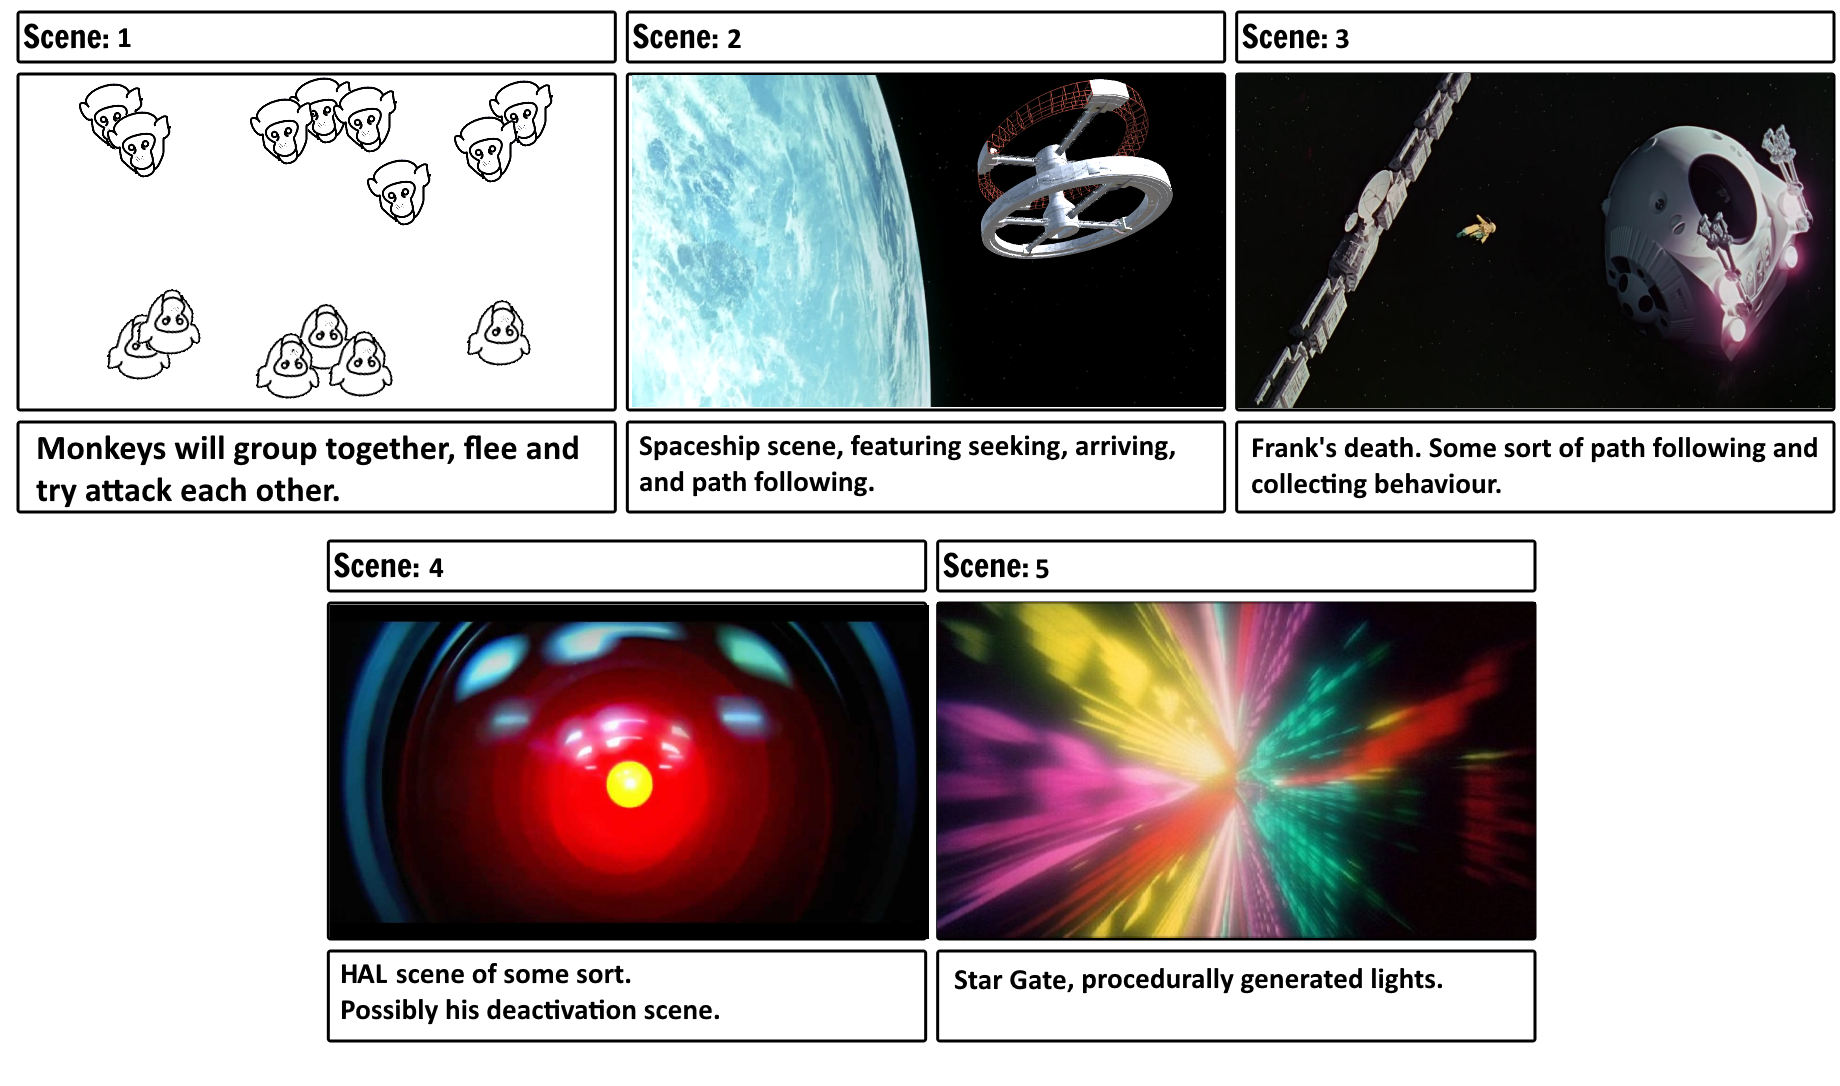 Scene: 1
Scene: 2
Scene: 3
Monkeys will group together, flee and
try attack each other.
Spaceship scene, featuring seeking, arriving,
and path following.
Frank's death. Some sort of path following and
collecting behaviour.
Scene: 4
Scene: 5
HAL scene of some sort.
Possibly his deactivation scene.
Star Gate, procedurally generated lights.